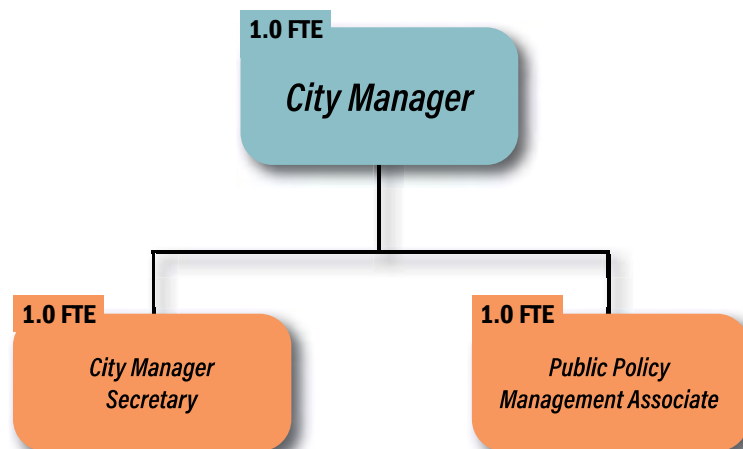 1.0 FTE
City Manager
1.0 FTE
City Manager
Secretary
1.0 FTE
Public Policy
Management Associate